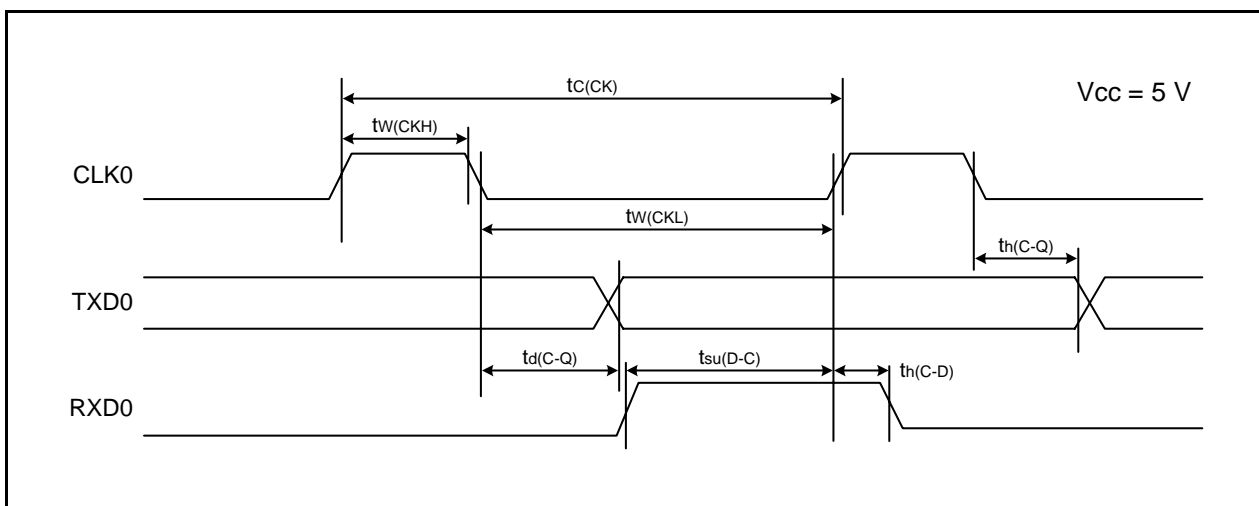 tC(CK)
Vcc = 5 V
tW(CKH)
CLK0
tW(CKL)
th(C-Q)
TXD0
td(C-Q)
tsu(D-C)
th(C-D)
RXD0